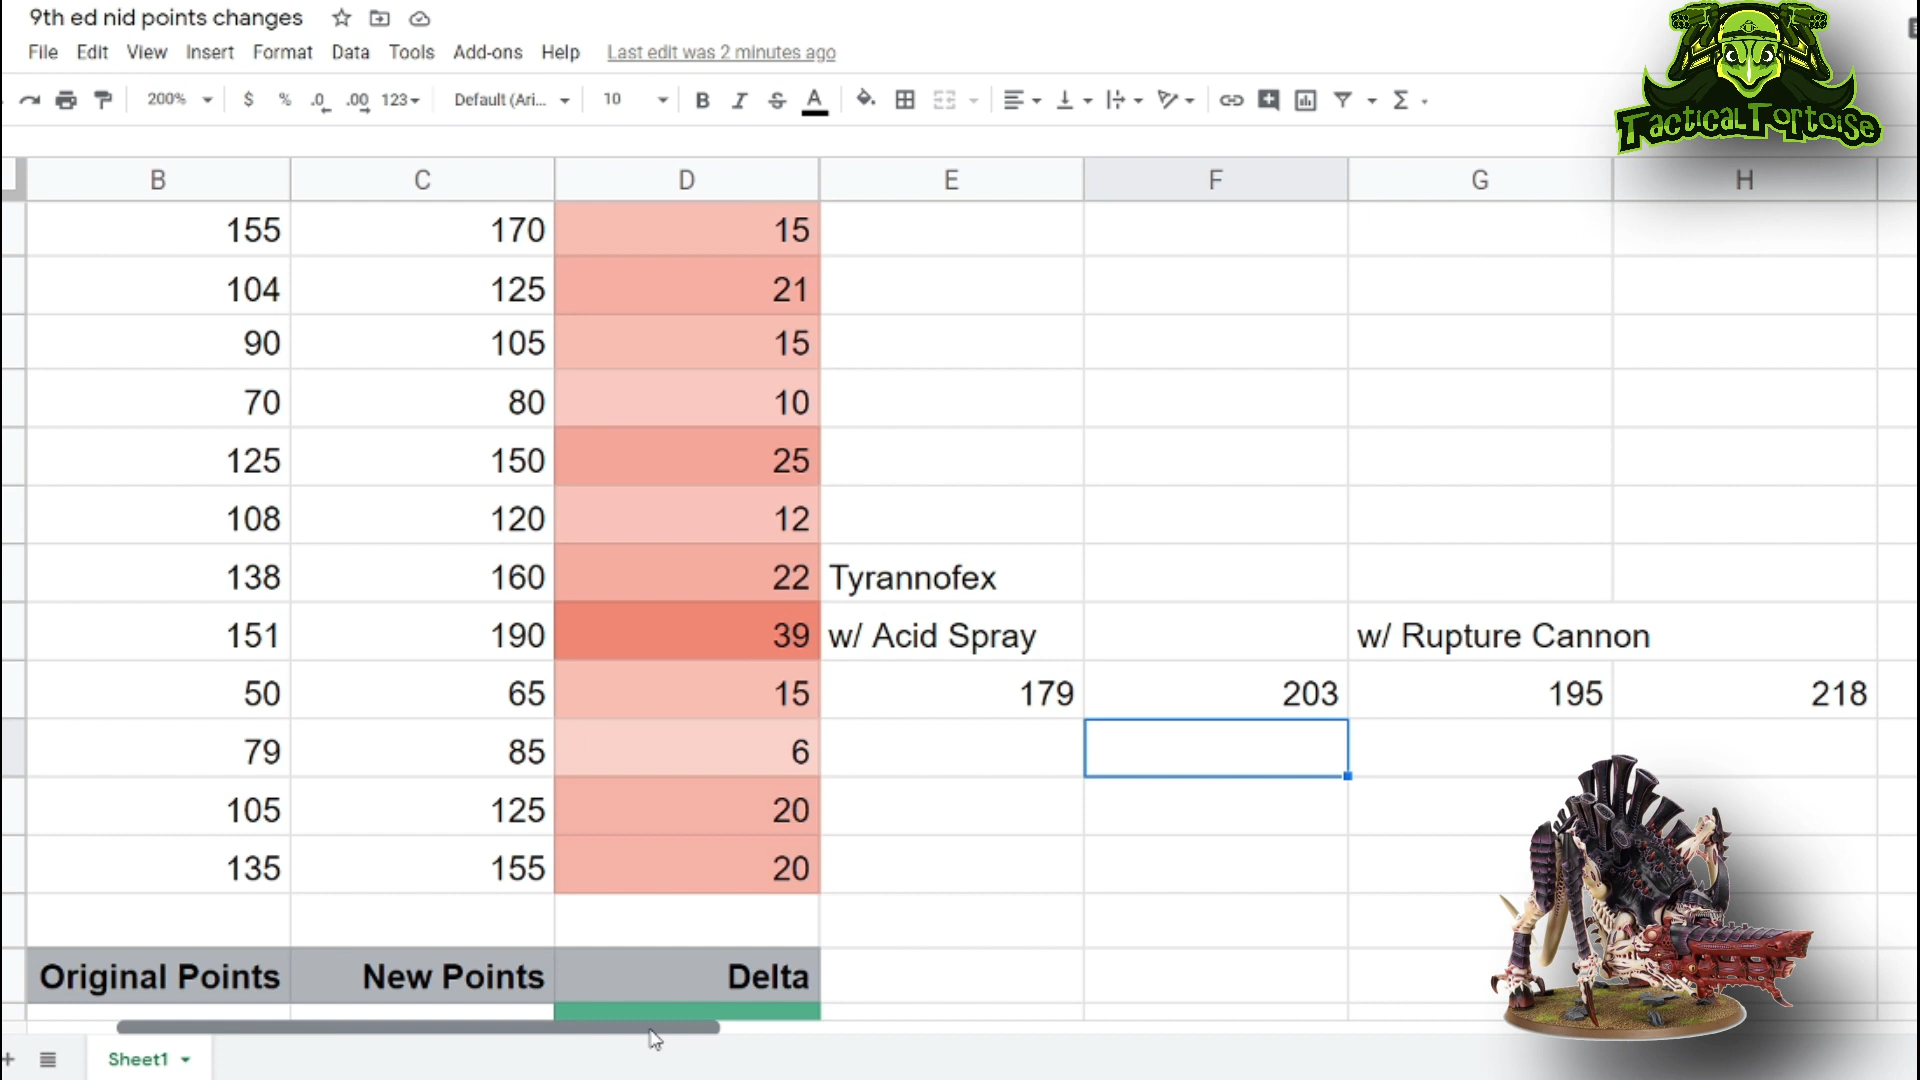 9th ed nid points changes
File Edit View Insert Format Data Tools Add-ons Help Last edit was 2 minutes ago
200% $ % .0 .00 123 Default (Ari... 10 B I S A Σ
TacticalTortoise
B C D E F G H
155 170 15
104 125 21
90 105 15
70 80 10
125 150 25
108 120 12
138 160 22 Tyrannofex
151 190 39 w/ Acid Spray w/ Rupture Cannon
50 65 15 179 203 195 218
79 85 6
105 125 20
135 155 20
Original Points New Points Delta
Sheet1